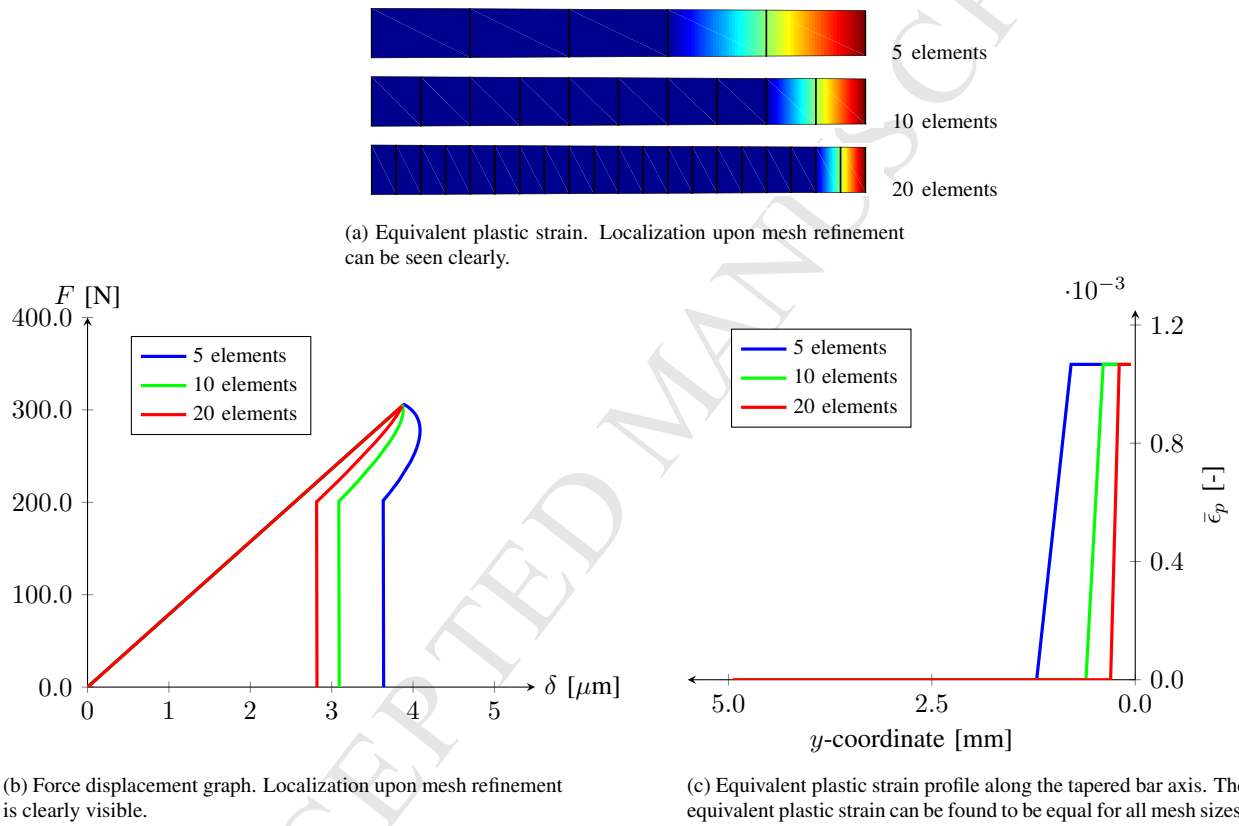 5 elements
10 elements
20 elements
(a) Equivalent plastic strain. Localization upon mesh refinement
can be seen clearly.
F [N]
400.0
300.0
200.0
100.0
0.0
0 1 2 3 4 5
δ [μm]
5 elements
10 elements
20 elements
(b) Force displacement graph. Localization upon mesh refinement
is clearly visible.
·10⁻³
1.2
0.8
0.4
0.0
ϵ̄ₚ [-]
5.0 2.5 0.0
y-coordinate [mm]
5 elements
10 elements
20 elements
(c) Equivalent plastic strain profile along the tapered bar axis. The
equivalent plastic strain can be found to be equal for all mesh sizes
CEPTED MANUSCR